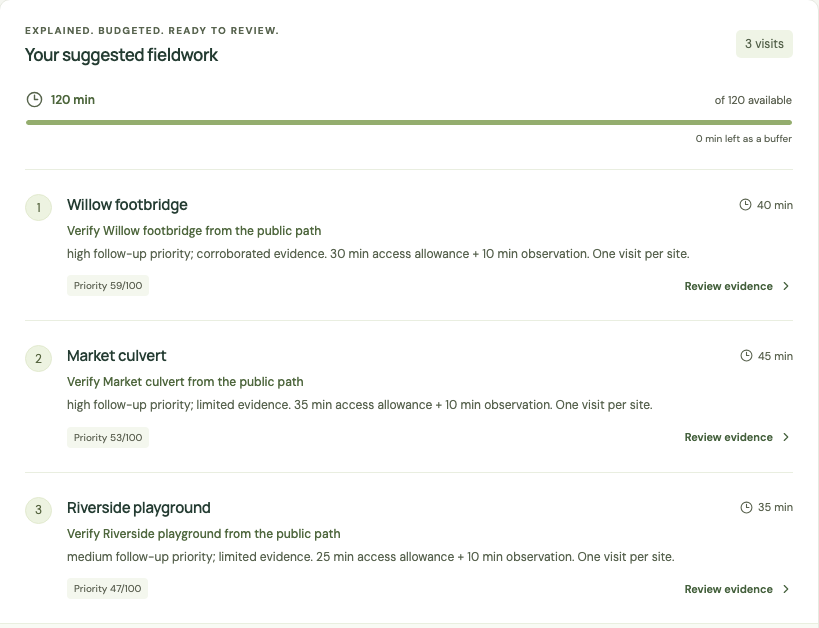 EXPLAINED. BUDGETED. READY TO REVIEW.
Your suggested fieldwork
3 visits
120 min
of 120 available
0 min left as a buffer
1
Willow footbridge
40 min
Verify Willow footbridge from the public path
high follow-up priority; corroborated evidence. 30 min access allowance + 10 min observation. One visit per site.
Priority 59/100
Review evidence
2
Market culvert
45 min
Verify Market culvert from the public path
high follow-up priority; limited evidence. 35 min access allowance + 10 min observation. One visit per site.
Priority 53/100
Review evidence
3
Riverside playground
35 min
Verify Riverside playground from the public path
medium follow-up priority; limited evidence. 25 min access allowance + 10 min observation. One visit per site.
Priority 47/100
Review evidence